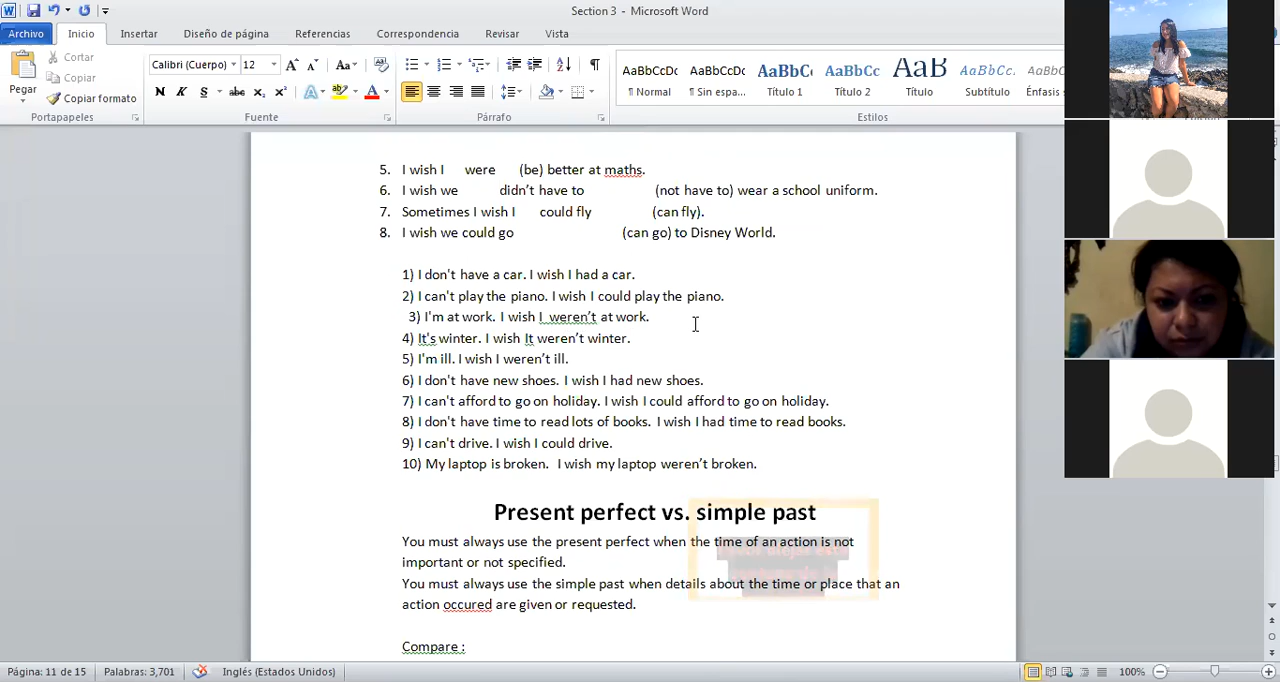 Section 3 - Microsoft Word
Archivo Inicio Insertar Diseño de página Referencias Correspondencia Revisar Vista
Cortar
Copiar
Pegar
Copiar formato
Calibri (Cuerpo) 12
AaBbCcDc AaBbCcDc AaBbC AaBbCc AaB AaBbCc. AaBbCcDc
¶ Normal ¶ Sin espa... Título 1 Título 2 Título Subtítulo Énfasis
Portapapeles Fuente Párrafo Estilos
5. I wish I were (be) better at maths.
6. I wish we didn’t have to (not have to) wear a school uniform.
7. Sometimes I wish I could fly (can fly).
8. I wish we could go (can go) to Disney World.
1) I don't have a car. I wish I had a car.
2) I can't play the piano. I wish I could play the piano.
3) I'm at work. I wish I weren’t at work.
4) It's winter. I wish It weren’t winter.
5) I'm ill. I wish I weren’t ill.
6) I don't have new shoes. I wish I had new shoes.
7) I can't afford to go on holiday. I wish I could afford to go on holiday.
8) I don't have time to read lots of books. I wish I had time to read books.
9) I can't drive. I wish I could drive.
10) My laptop is broken. I wish my laptop weren’t broken.
Present perfect vs. simple past
You must always use the present perfect when the time of an action is not
important or not specified.
You must always use the simple past when details about the time or place that an
action occured are given or requested.
Compare :
Página: 11 de 15 Palabras: 3,701 Inglés (Estados Unidos) 100%